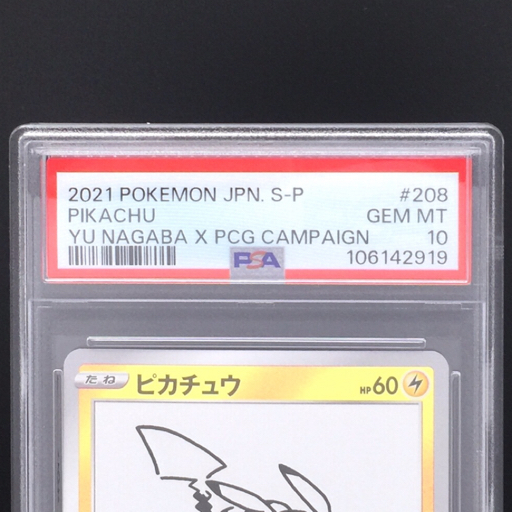 2021 POKEMON JPN. S-P #208
PIKACHU GEM MT
YU NAGABA X PCG CAMPAIGN 10
PSA 106142919
たね ピカチュウ HP60